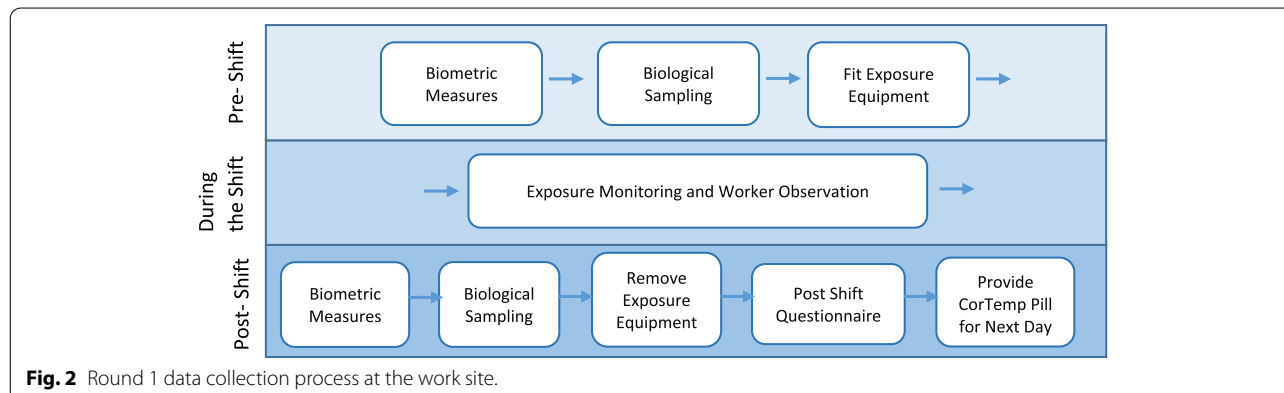 Pre- Shift
Biometric
Measures
Biological
Sampling
Fit Exposure
Equipment
During
the Shift
Exposure Monitoring and Worker Observation
Post- Shift
Biometric
Measures
Biological
Sampling
Remove
Exposure
Equipment
Post Shift
Questionnaire
Provide
CorTemp Pill
for Next Day
Fig. 2 Round 1 data collection process at the work site.